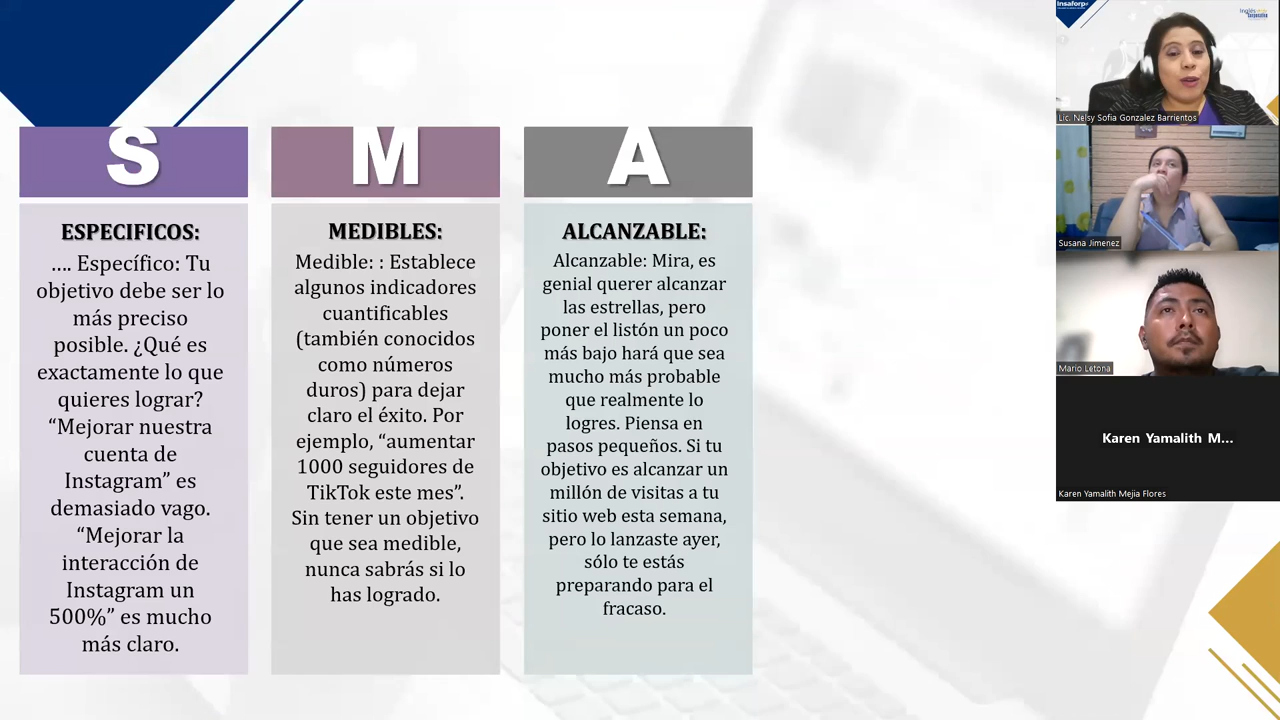 S
ESPECIFICOS:
…. Específico: Tu
objetivo debe ser lo
más preciso
posible. ¿Qué es
exactamente lo que
quieres lograr?
“Mejorar nuestra
cuenta de
Instagram” es
demasiado vago.
“Mejorar la
interacción de
Instagram un
500%” es mucho
más claro.
M
MEDIBLES:
Medible: : Establece
algunos indicadores
cuantificables
(también conocidos
como números
duros) para dejar
claro el éxito. Por
ejemplo, “aumentar
1000 seguidores de
TikTok este mes”.
Sin tener un objetivo
que sea medible,
nunca sabrás si lo
has logrado.
A
ALCANZABLE:
Alcanzable: Mira, es
genial querer alcanzar
las estrellas, pero
poner el listón un poco
más bajo hará que sea
mucho más probable
que realmente lo
logres. Piensa en
pasos pequeños. Si tu
objetivo es alcanzar un
millón de visitas a tu
sitio web esta semana,
pero lo lanzaste ayer,
sólo te estás
preparando para el
fracaso.
Insaforp
Lic. Nelsy Sofia Gonzalez Barrientos
Susana Jimenez
Mario Letona
Karen Yamalith M...
Karen Yamalith Mejia Flores